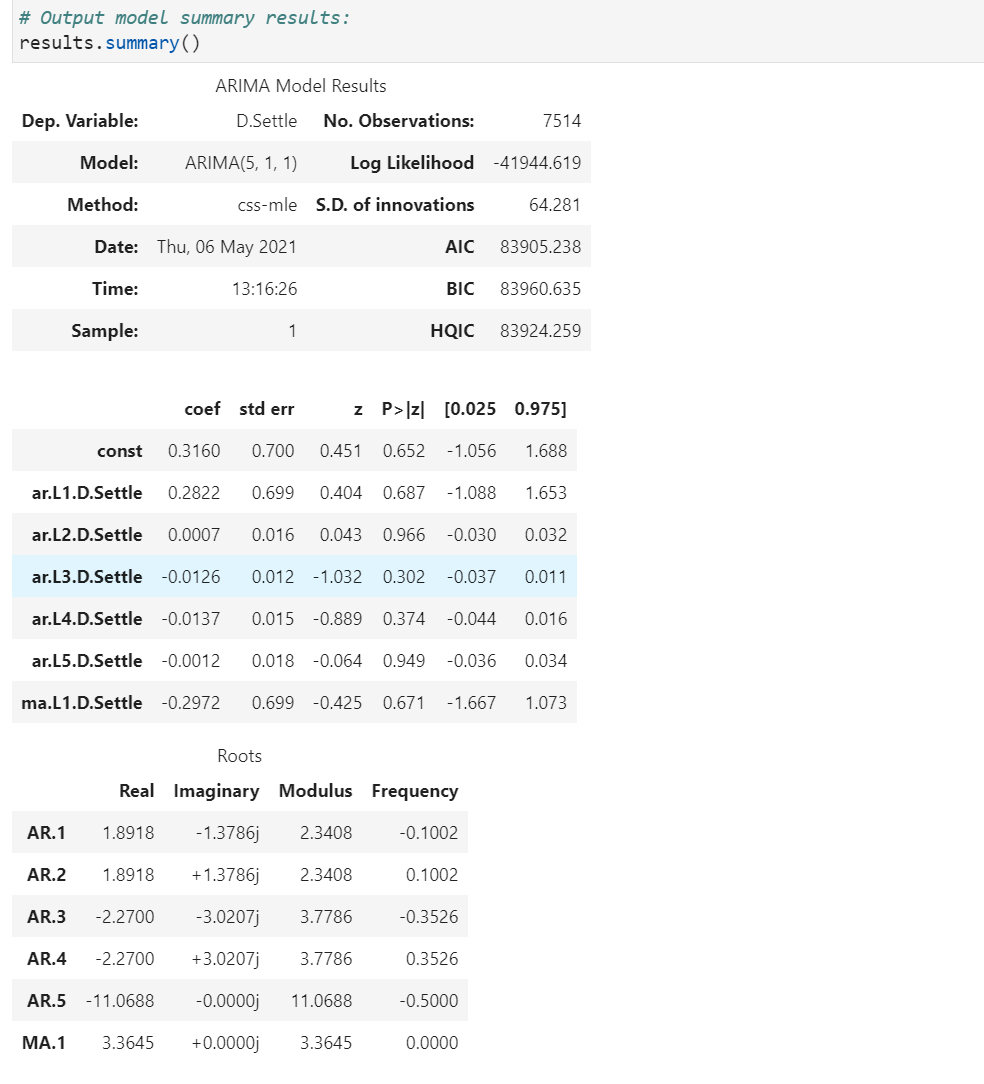 # Output model summary results:
results.summary()
ARIMA Model Results
Dep. Variable: D.Settle No. Observations: 7514
Model: ARIMA(5, 1, 1) Log Likelihood -41944.619
Method: css-mle S.D. of innovations 64.281
Date: Thu, 06 May 2021 AIC 83905.238
Time: 13:16:26 BIC 83960.635
Sample: 1 HQIC 83924.259
coef std err z P>|z| [0.025 0.975]
const 0.3160 0.700 0.451 0.652 -1.056 1.688
ar.L1.D.Settle 0.2822 0.699 0.404 0.687 -1.088 1.653
ar.L2.D.Settle 0.0007 0.016 0.043 0.966 -0.030 0.032
ar.L3.D.Settle -0.0126 0.012 -1.032 0.302 -0.037 0.011
ar.L4.D.Settle -0.0137 0.015 -0.889 0.374 -0.044 0.016
ar.L5.D.Settle -0.0012 0.018 -0.064 0.949 -0.036 0.034
ma.L1.D.Settle -0.2972 0.699 -0.425 0.671 -1.667 1.073
Roots
Real Imaginary Modulus Frequency
AR.1 1.8918 -1.3786j 2.3408 -0.1002
AR.2 1.8918 +1.3786j 2.3408 0.1002
AR.3 -2.2700 -3.0207j 3.7786 -0.3526
AR.4 -2.2700 +3.0207j 3.7786 0.3526
AR.5 -11.0688 -0.0000j 11.0688 -0.5000
MA.1 3.3645 +0.0000j 3.3645 0.0000